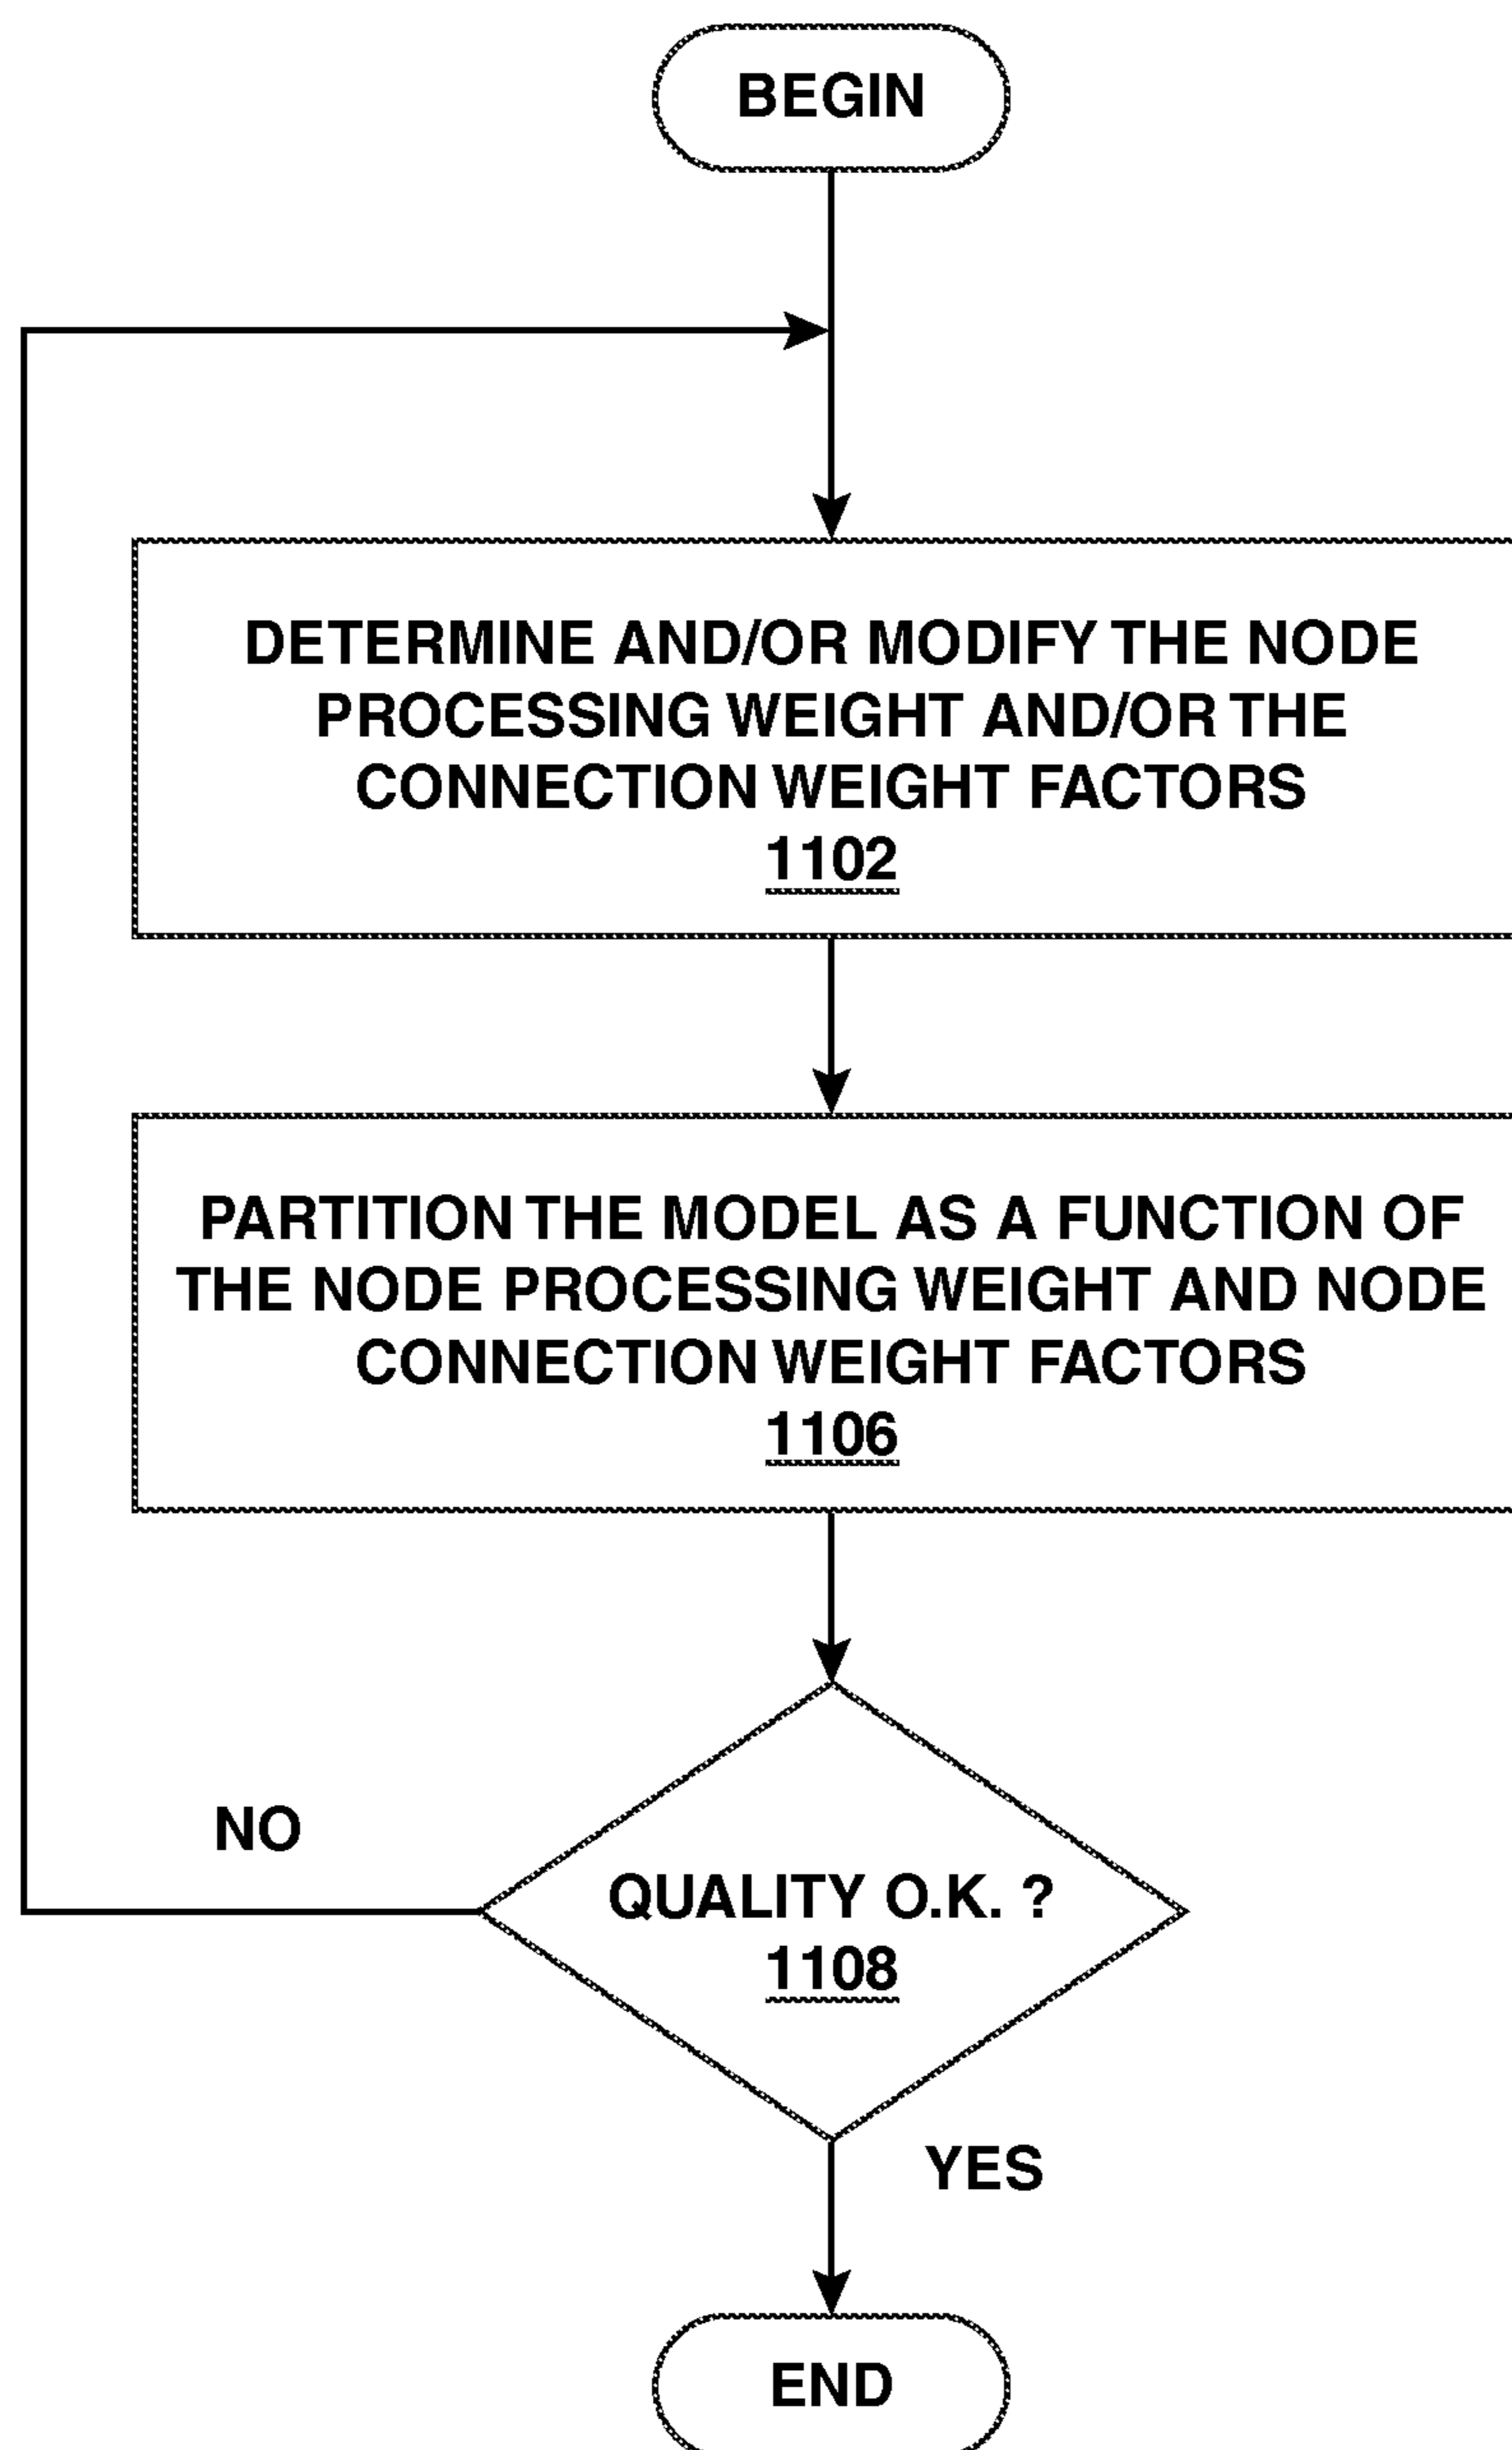 BEGIN
DETERMINE AND/OR MODIFY THE NODE
PROCESSING WEIGHT AND/OR THE
CONNECTION WEIGHT FACTORS
1102
PARTITION THE MODEL AS A FUNCTION OF
THE NODE PROCESSING WEIGHT AND NODE
CONNECTION WEIGHT FACTORS
1106
NO
QUALITY O.K. ?
1108
YES
END